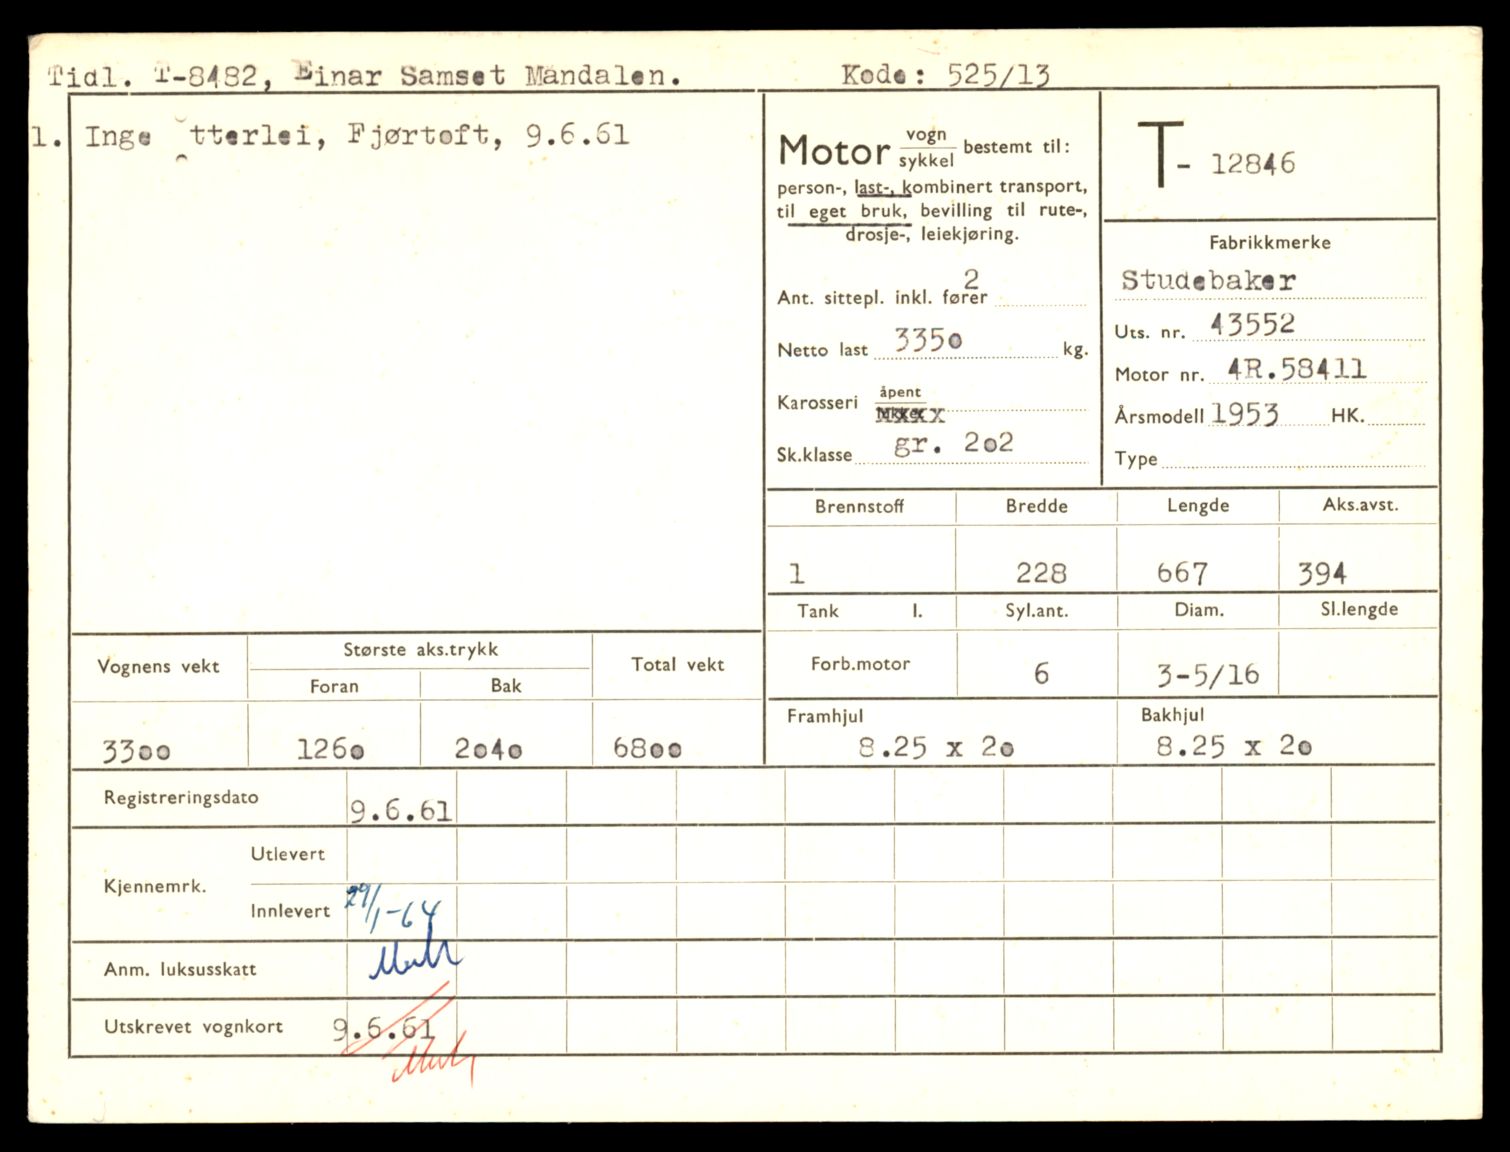 Tidl. T-8482, Einar Samset Måndalen.
Kode: 525/13
1. Inge Otterlei, Fjørtoft, 9.6.61
Motor vogn
sykkel bestemt til:
person-, last-, kombinert transport,
til eget bruk, bevilling til rute-,
drosje-, leiekjøring.
T- 12846
Fabrikkmerke
Studebaker
Ant. sittepl. inkl. fører 2
Uts. nr. 43552
Netto last 3350 kg.
Motor nr. 4R.58411
Karosseri åpent
lukket
Årsmodell 1953 HK.
Sk.klasse gr. 202
Type
Brennstoff Bredde Lengde Aks.avst.
1 228 667 394
Tank l. Syl.ant. Diam. Sl.lengde
Forb.motor 6 3-5/16
Framhjul Bakhjul
8.25 x 20 8.25 x 20
Vognens vekt Største aks.trykk Total vekt
Foran Bak
3300 1260 2040 6800
Registreringsdato 9.6.61
Kjennemrk. Utlevert
Innlevert 29/1-64
Anm. luksusskatt
Utskrevet vognkort 9.6.61